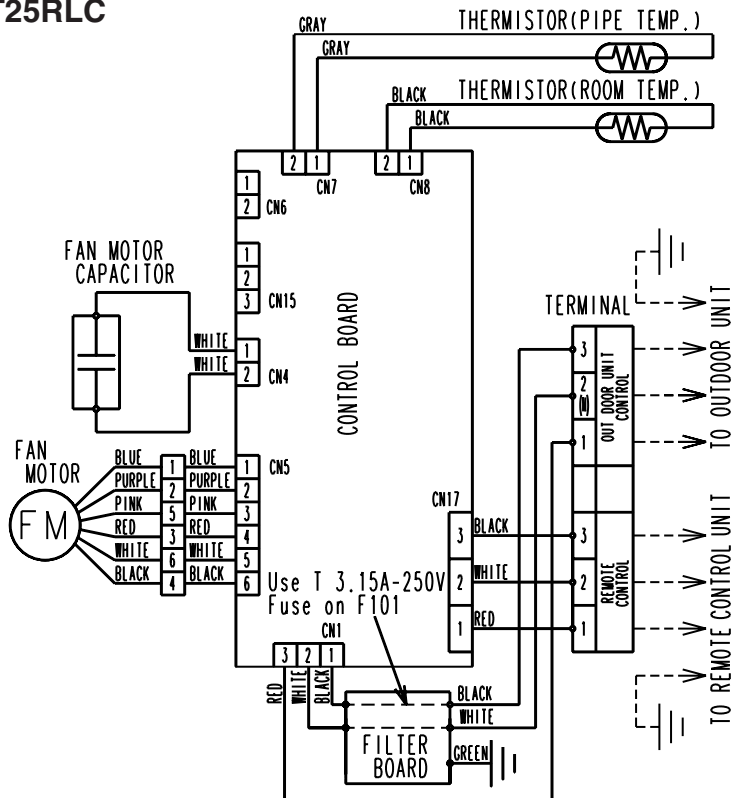 T25RLC
GRAY
THERMISTOR(PIPE TEMP.)
GRAY
BLACK
THERMISTOR(ROOM TEMP.)
BLACK
2 1
CN7
2 1
CN8
1
2
CN6
FAN MOTOR
CAPACITOR
1
2
3
CN15
WHITE
WHITE
1
2
CN4
CONTROL BOARD
TERMINAL
3
2
(N)
1
OUT DOOR UNIT
CONTROL
TO OUTDOOR UNIT
FAN
MOTOR
FM
BLUE 1 BLUE 1
PURPLE 2 PURPLE 2
PINK 5 PINK 3
RED 3 RED 4
WHITE 6 WHITE 5
BLACK 4 BLACK 6
CN5
CN17
3 BLACK 3
2 WHITE 2
1 RED 1
REMOTE
CONTROL
TO REMOTE CONTROL UNIT
Use T 3.15A-250V
Fuse on F101
CN1
3 2 1
RED
WHITE
BLACK
BLACK
WHITE
FILTER
BOARD
GREEN